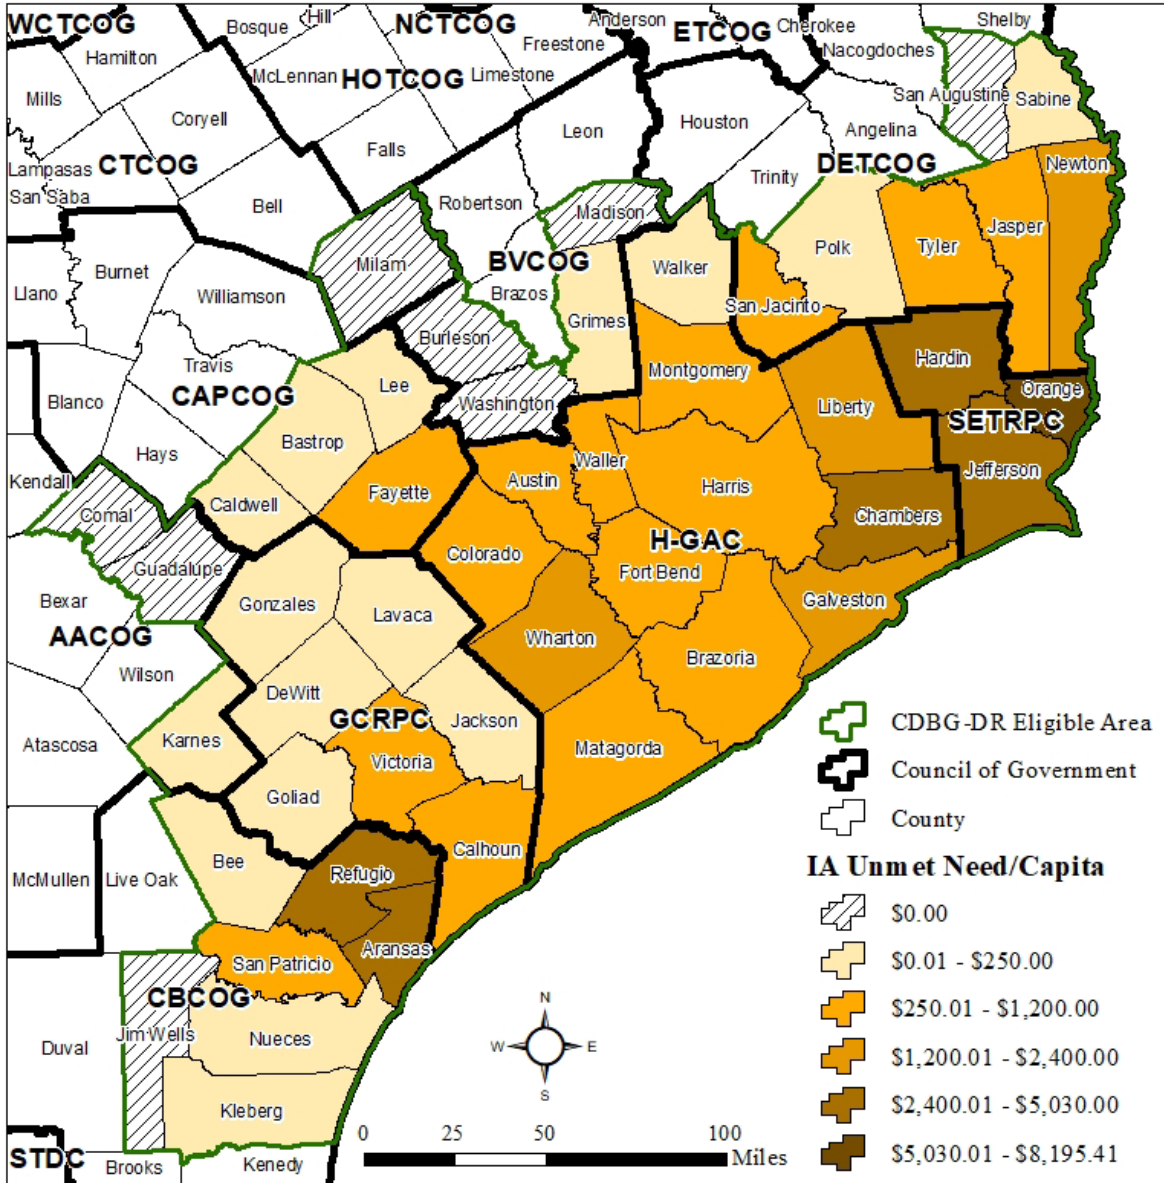 WCTCOG
Hill
Bosque
NCTCOG
Anderson
ETCOG
Cherokee
Shelby
Hamilton
Freestone
Nacogdoches
McLennan
HOTCOG
Limestone
Mills
San Augustine
Sabine
Coryell
Leon
Houston
Angelina
Falls
Lampasas
CTCOG
DETCOG
Newton
San Saba
Bell
Robertson
Trinity
Madison
Jasper
Milam
BVCOG
Walker
Polk
Tyler
Burnet
Llano
Williamson
Brazos
San Jacinto
Grimes
Burleson
Travis
Hardin
Montgomery
Lee
Orange
Blanco
CAPCOG
Washington
Liberty
SETRPC
Bastrop
Hays
Waller
Jefferson
Kendall
Fayette
Austin
Harris
Caldwell
Comal
Chambers
H-GAC
Colorado
Guadalupe
Fort Bend
Bexar
Gonzales
Lavaca
Galveston
AACOG
Wharton
Brazoria
Wilson
DeWitt
GCRPC
Jackson
Karnes
Atascosa
Victoria
Matagorda
Goliad
Calhoun
Bee
Refugio
McMullen
Live Oak
Aransas
San Patricio
CBCOG
Jim Wells
Nueces
Duval
Kleberg
STDC
Brooks
Kenedy
CDBG-DR Eligible Area
Council of Government
County
IA Unmet Need/Capita
$0.00
$0.01 - $250.00
$250.01 - $1,200.00
$1,200.01 - $2,400.00
$2,400.01 - $5,030.00
$5,030.01 - $8,195.41
N
W
E
S
0 25 50 100
Miles